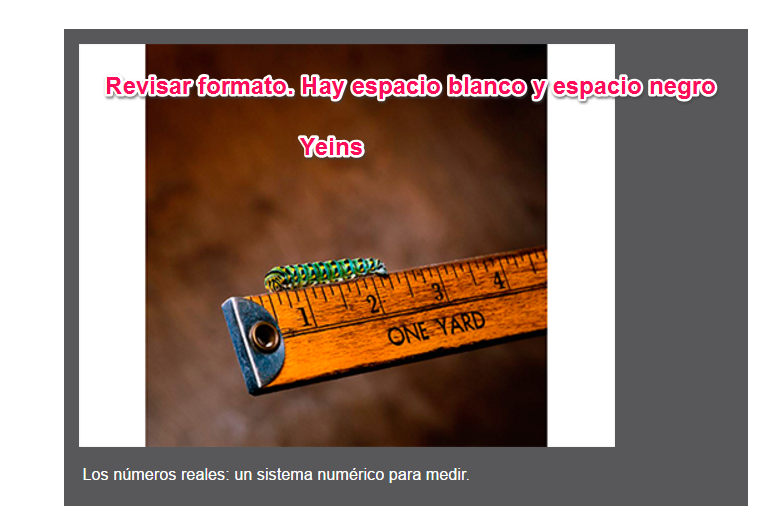 Revisar formato. Hay espacio blanco y espacio negro
Yeins
1 2 3 4
ONE YARD
Los números reales: un sistema numérico para medir.